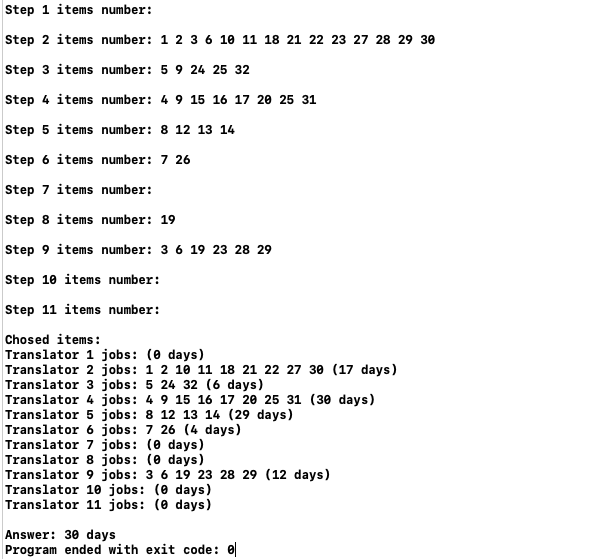 Step 1 items number:
Step 2 items number: 1 2 3 6 10 11 18 21 22 23 27 28 29 30
Step 3 items number: 5 9 24 25 32
Step 4 items number: 4 9 15 16 17 20 25 31
Step 5 items number: 8 12 13 14
Step 6 items number: 7 26
Step 7 items number:
Step 8 items number: 19
Step 9 items number: 3 6 19 23 28 29
Step 10 items number:
Step 11 items number:
Chosed items:
Translator 1 jobs: (0 days)
Translator 2 jobs: 1 2 10 11 18 21 22 27 30 (17 days)
Translator 3 jobs: 5 24 32 (6 days)
Translator 4 jobs: 4 9 15 16 17 20 25 31 (30 days)
Translator 5 jobs: 8 12 13 14 (29 days)
Translator 6 jobs: 7 26 (4 days)
Translator 7 jobs: (0 days)
Translator 8 jobs: (0 days)
Translator 9 jobs: 3 6 19 23 28 29 (12 days)
Translator 10 jobs: (0 days)
Translator 11 jobs: (0 days)
Answer: 30 days
Program ended with exit code: 0